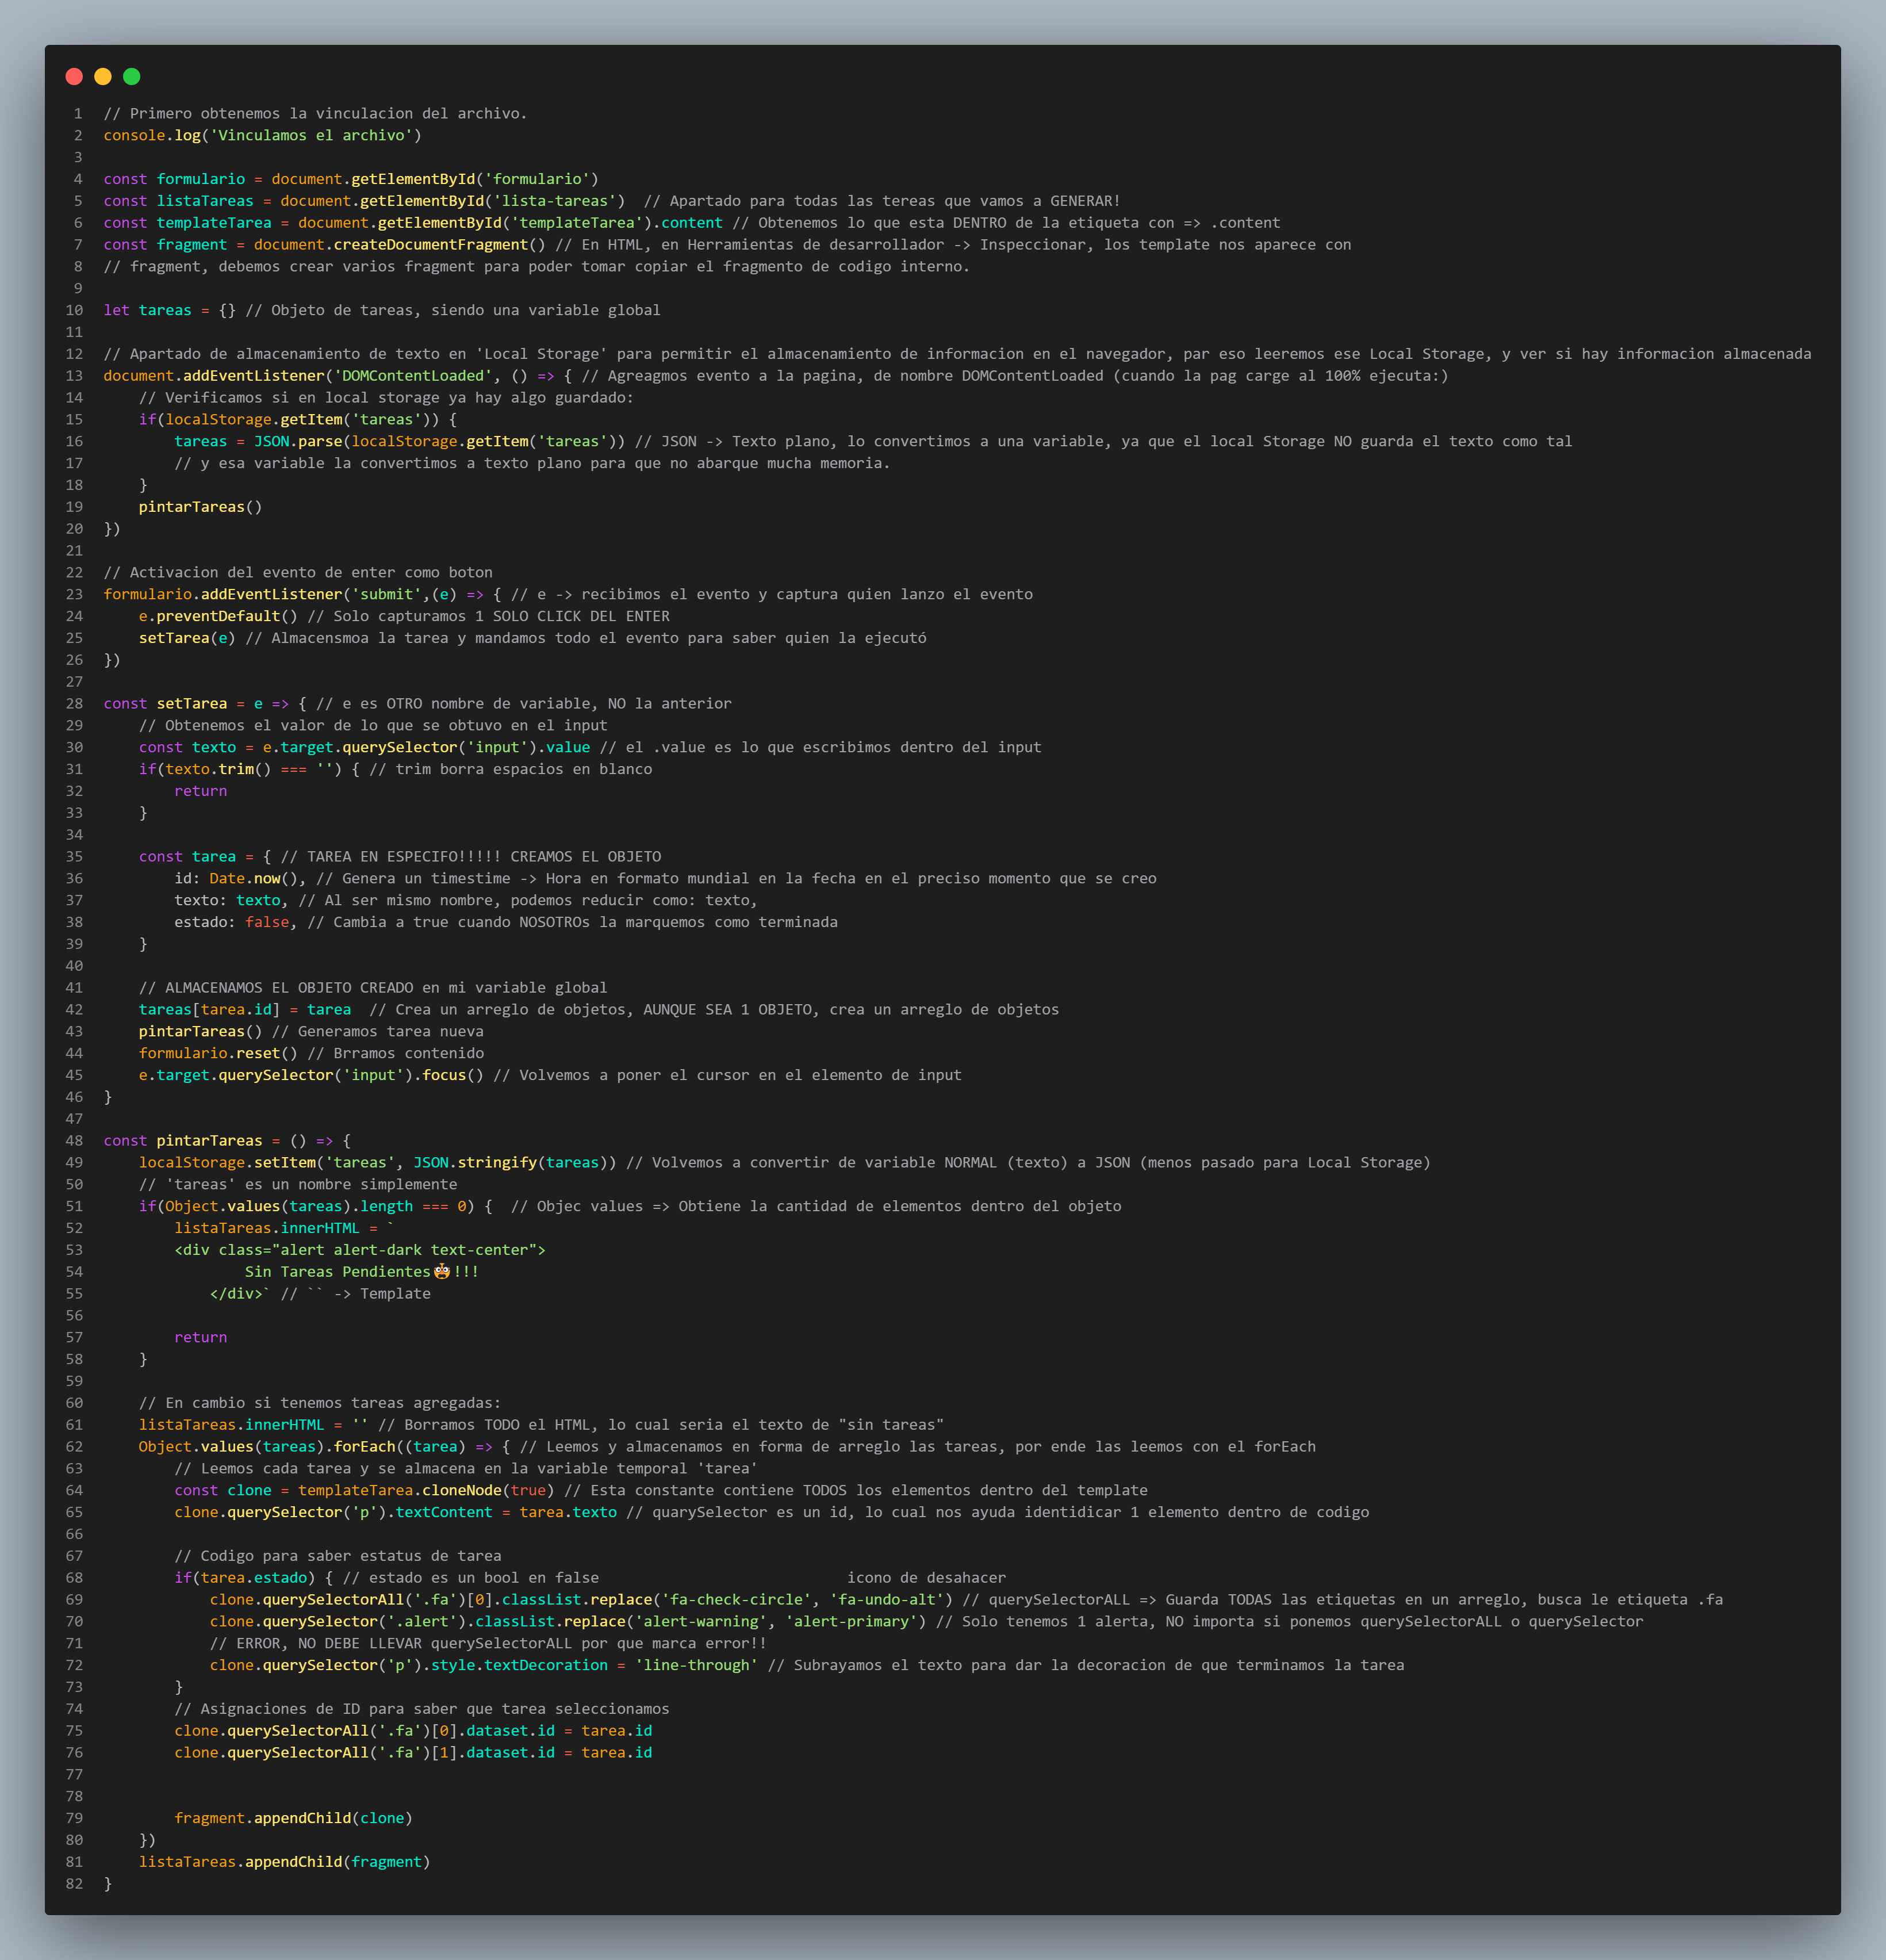 1 // Primero obtenemos la vinculacion del archivo.
2 console.log('Vinculamos el archivo')
3
4 const formulario = document.getElementById('formulario')
5 const listaTareas = document.getElementById('lista-tareas')  // Apartado para todas las tereas que vamos a GENERAR!
6 const templateTarea = document.getElementById('templateTarea').content // Obtenemos lo que esta DENTRO de la etiqueta con => .content
7 const fragment = document.createDocumentFragment() // En HTML, en Herramientas de desarrollador -> Inspeccionar, los template nos aparece con
8 // fragment, debemos crear varios fragment para poder tomar copiar el fragmento de codigo interno.
9
10 let tareas = {} // Objeto de tareas, siendo una variable global
11
12 // Apartado de almacenamiento de texto en 'Local Storage' para permitir el almacenamiento de informacion en el navegador, par eso leeremos ese Local Storage, y ver si hay informacion almacenada
13 document.addEventListener('DOMContentLoaded', () => { // Agreagmos evento a la pagina, de nombre DOMContentLoaded (cuando la pag carge al 100% ejecuta:)
14     // Verificamos si en local storage ya hay algo guardado:
15     if(localStorage.getItem('tareas')) {
16         tareas = JSON.parse(localStorage.getItem('tareas')) // JSON -> Texto plano, lo convertimos a una variable, ya que el local Storage NO guarda el texto como tal
17         // y esa variable la convertimos a texto plano para que no abarque mucha memoria.
18     }
19     pintarTareas()
20 })
21
22 // Activacion del evento de enter como boton
23 formulario.addEventListener('submit',(e) => { // e -> recibimos el evento y captura quien lanzo el evento
24     e.preventDefault() // Solo capturamos 1 SOLO CLICK DEL ENTER
25     setTarea(e) // Almacensmoa la tarea y mandamos todo el evento para saber quien la ejecutó
26 })
27
28 const setTarea = e => { // e es OTRO nombre de variable, NO la anterior
29     // Obtenemos el valor de lo que se obtuvo en el input
30     const texto = e.target.querySelector('input').value // el .value es lo que escribimos dentro del input
31     if(texto.trim() === '') { // trim borra espacios en blanco
32         return
33     }
34
35     const tarea = { // TAREA EN ESPECIFO!!!!! CREAMOS EL OBJETO
36         id: Date.now(), // Genera un timestime -> Hora en formato mundial en la fecha en el preciso momento que se creo
37         texto: texto, // Al ser mismo nombre, podemos reducir como: texto,
38         estado: false, // Cambia a true cuando NOSOTROs la marquemos como terminada
39     }
40
41     // ALMACENAMOS EL OBJETO CREADO en mi variable global
42     tareas[tarea.id] = tarea  // Crea un arreglo de objetos, AUNQUE SEA 1 OBJETO, crea un arreglo de objetos
43     pintarTareas() // Generamos tarea nueva
44     formulario.reset() // Brramos contenido
45     e.target.querySelector('input').focus() // Volvemos a poner el cursor en el elemento de input
46 }
47
48 const pintarTareas = () => {
49     localStorage.setItem('tareas', JSON.stringify(tareas)) // Volvemos a convertir de variable NORMAL (texto) a JSON (menos pasado para Local Storage)
50     // 'tareas' es un nombre simplemente
51     if(Object.values(tareas).length === 0) {  // Objec values => Obtiene la cantidad de elementos dentro del objeto
52         listaTareas.innerHTML = `
53         <div class="alert alert-dark text-center">
54                 Sin Tareas Pendientes🤯!!!
55             </div>` // `` -> Template
56
57         return
58     }
59
60     // En cambio si tenemos tareas agregadas:
61     listaTareas.innerHTML = '' // Borramos TODO el HTML, lo cual seria el texto de "sin tareas"
62     Object.values(tareas).forEach((tarea) => { // Leemos y almacenamos en forma de arreglo las tareas, por ende las leemos con el forEach
63         // Leemos cada tarea y se almacena en la variable temporal 'tarea'
64         const clone = templateTarea.cloneNode(true) // Esta constante contiene TODOS los elementos dentro del template
65         clone.querySelector('p').textContent = tarea.texto // quarySelector es un id, lo cual nos ayuda identidicar 1 elemento dentro de codigo
66
67         // Codigo para saber estatus de tarea
68         if(tarea.estado) { // estado es un bool en false                            icono de desahacer
69             clone.querySelectorAll('.fa')[0].classList.replace('fa-check-circle', 'fa-undo-alt') // querySelectorALL => Guarda TODAS las etiquetas en un arreglo, busca le etiqueta .fa
70             clone.querySelector('.alert').classList.replace('alert-warning', 'alert-primary') // Solo tenemos 1 alerta, NO importa si ponemos querySelectorALL o querySelector
71             // ERROR, NO DEBE LLEVAR querySelectorALL por que marca error!!
72             clone.querySelector('p').style.textDecoration = 'line-through' // Subrayamos el texto para dar la decoracion de que terminamos la tarea
73         }
74         // Asignaciones de ID para saber que tarea seleccionamos
75         clone.querySelectorAll('.fa')[0].dataset.id = tarea.id
76         clone.querySelectorAll('.fa')[1].dataset.id = tarea.id
77
78
79         fragment.appendChild(clone)
80     })
81     listaTareas.appendChild(fragment)
82 }